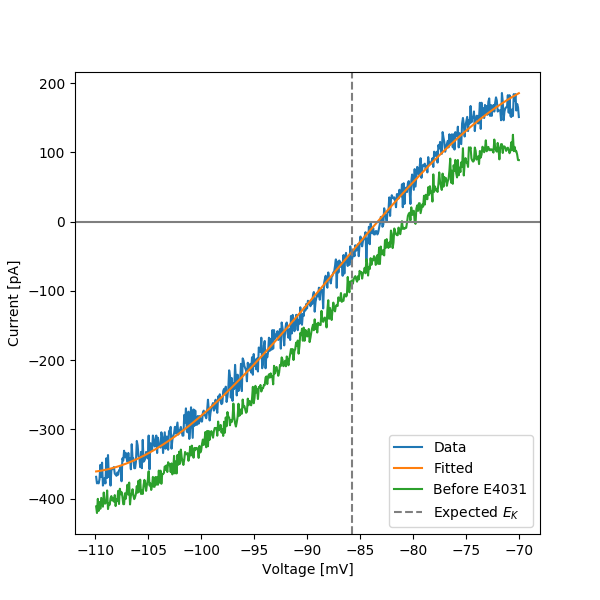 200
100
0
−100
−200
−300
−400
Current [pA]
Data
Fitted
Before E4031
Expected $E_K$
−110 −105 −100 −95 −90 −85 −80 −75 −70
Voltage [mV]